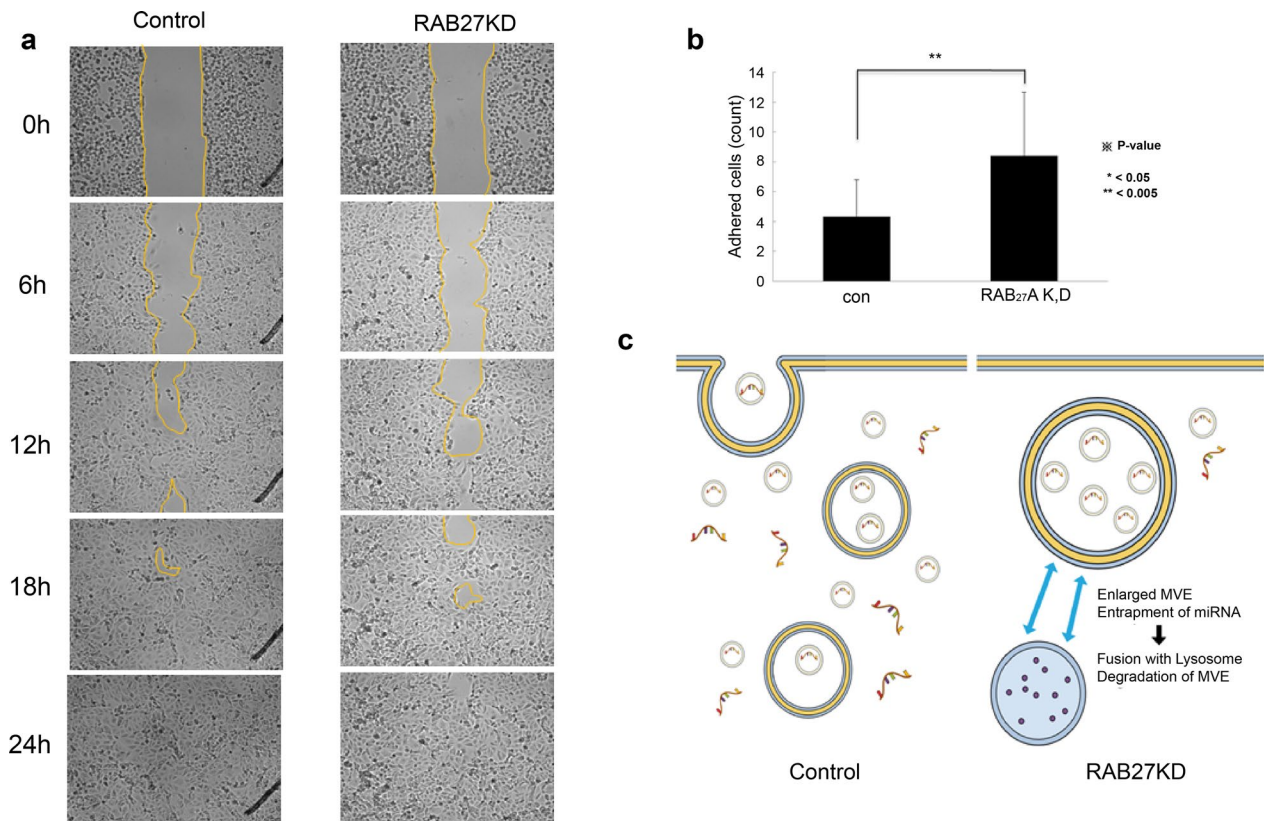 a
Control
RAB27KD
0h
6h
12h
18h
24h
b
**
14
12
10
8
6
4
2
0
Adhered cells (count)
con
RAB27A K,D
※ P-value
* < 0.05
** < 0.005
c
Enlarged MVE
Entrapment of miRNA
Fusion with Lysosome
Degradation of MVE
Control
RAB27KD